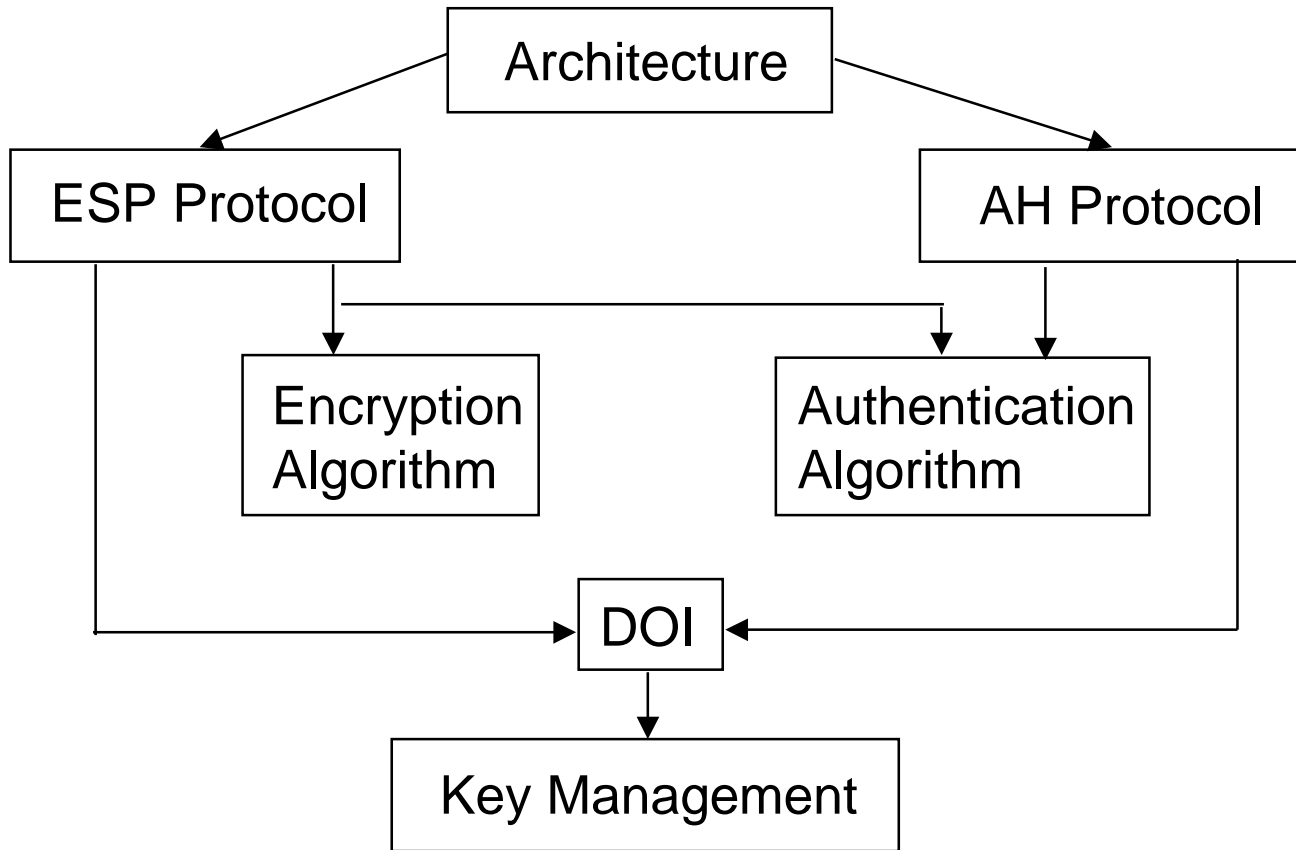 Architecture
ESP Protocol
AH Protocol
Encryption
Algorithm
Authentication
Algorithm
DOI
Key Management